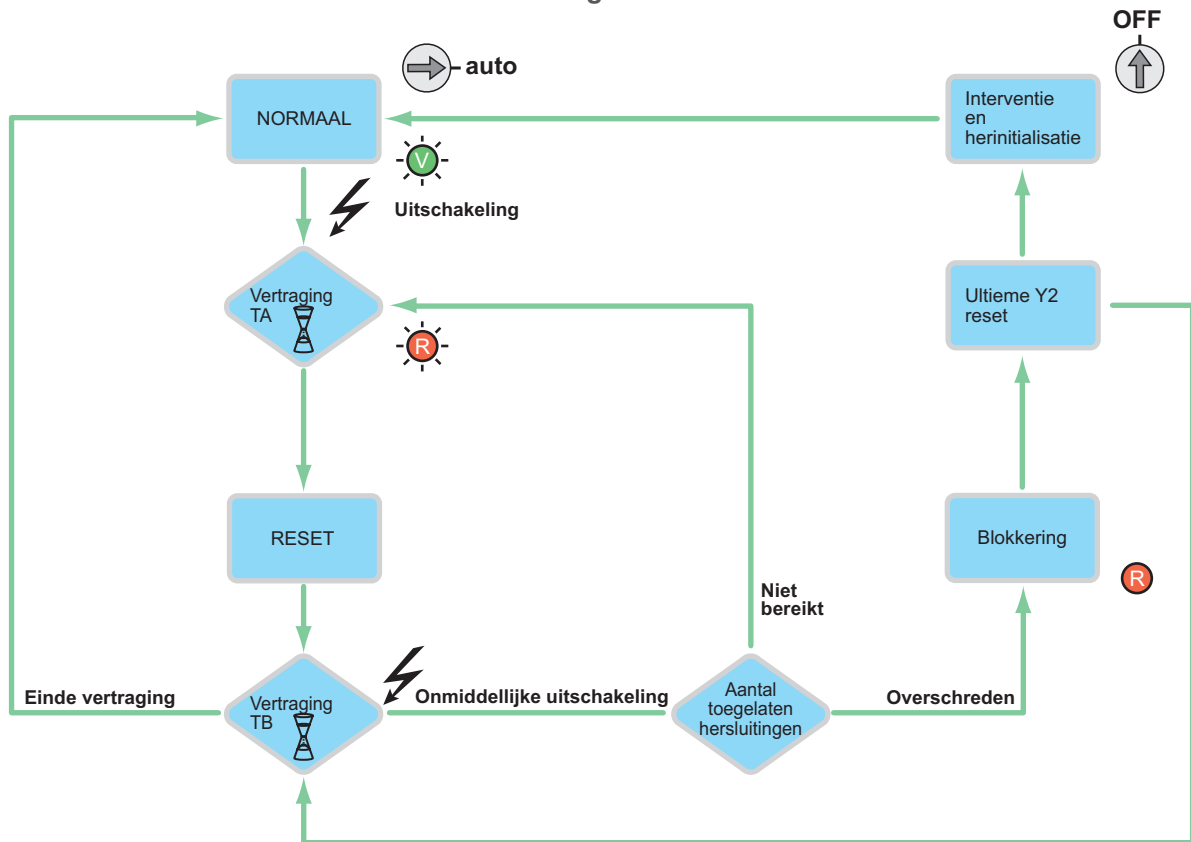 OFF
auto
NORMAAL
Interventie
en
herinitialisatie
V
Uitschakeling
Vertraging
TA
R
Ultieme Y2
reset
RESET
Blokkering
R
Niet
bereikt
Einde vertraging
Vertraging
TB
Onmiddellijke uitschakeling
Aantal
toegelaten
hersluitingen
Overschreden